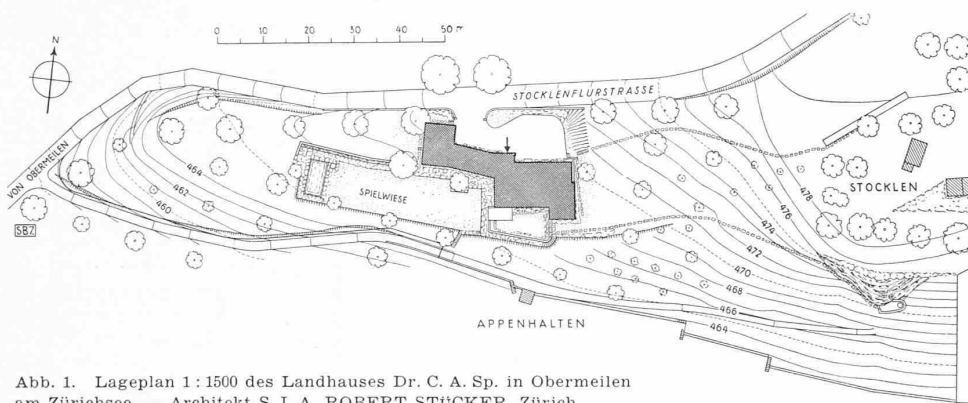 0 10 20 30 40 50 m
N
STOCKLENFLURSTRASSE
VON OBERMEILEN
SBZ
464
462
460
SPIELWIESE
STOCKLEN
478
476
474
472
470
468
466
464
APPENHALTEN
Abb. 1. Lageplan 1 : 1500 des Landhauses Dr. C. A. Sp. in Obermeilen
am Zürichsee. Architekt S. I. A. ROBERT STÜCKER, Zürich